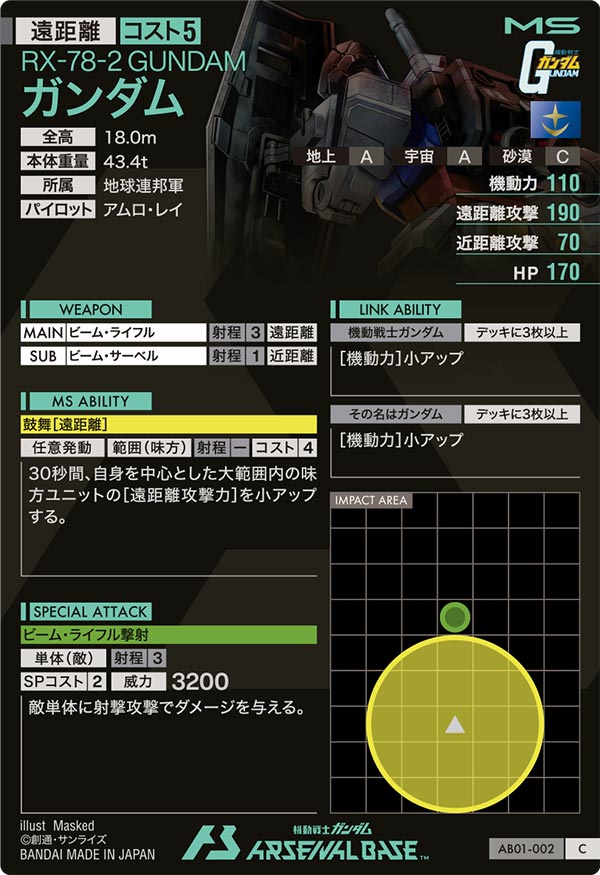 遠距離 コスト5
MS
RX-78-2 GUNDAM
ガンダム
機動戦士
ガンダム
GUNDAM
全高 18.0m
本体重量 43.4t
所属 地球連邦軍
パイロット アムロ・レイ
地上 A 宇宙 A 砂漠 C
機動力 110
遠距離攻撃 190
近距離攻撃 70
HP 170
WEAPON
MAIN ビーム・ライフル 射程 3 遠距離
SUB ビーム・サーベル 射程 1 近距離
MS ABILITY
鼓舞[遠距離]
任意発動 範囲(味方) 射程 ー コスト 4
30秒間、自身を中心とした大範囲内の味
方ユニットの[遠距離攻撃力]を小アップ
する。
SPECIAL ATTACK
ビーム・ライフル撃射
単体(敵) 射程 3
SPコスト 2 威力 3200
敵単体に射撃攻撃でダメージを与える。
LINK ABILITY
機動戦士ガンダム デッキに3枚以上
[機動力]小アップ
その名はガンダム デッキに3枚以上
[機動力]小アップ
IMPACT AREA
illust Masked
©創通・サンライズ
BANDAI MADE IN JAPAN
機動戦士ガンダム
AB ARSENAL BASE™
AB01-002 C